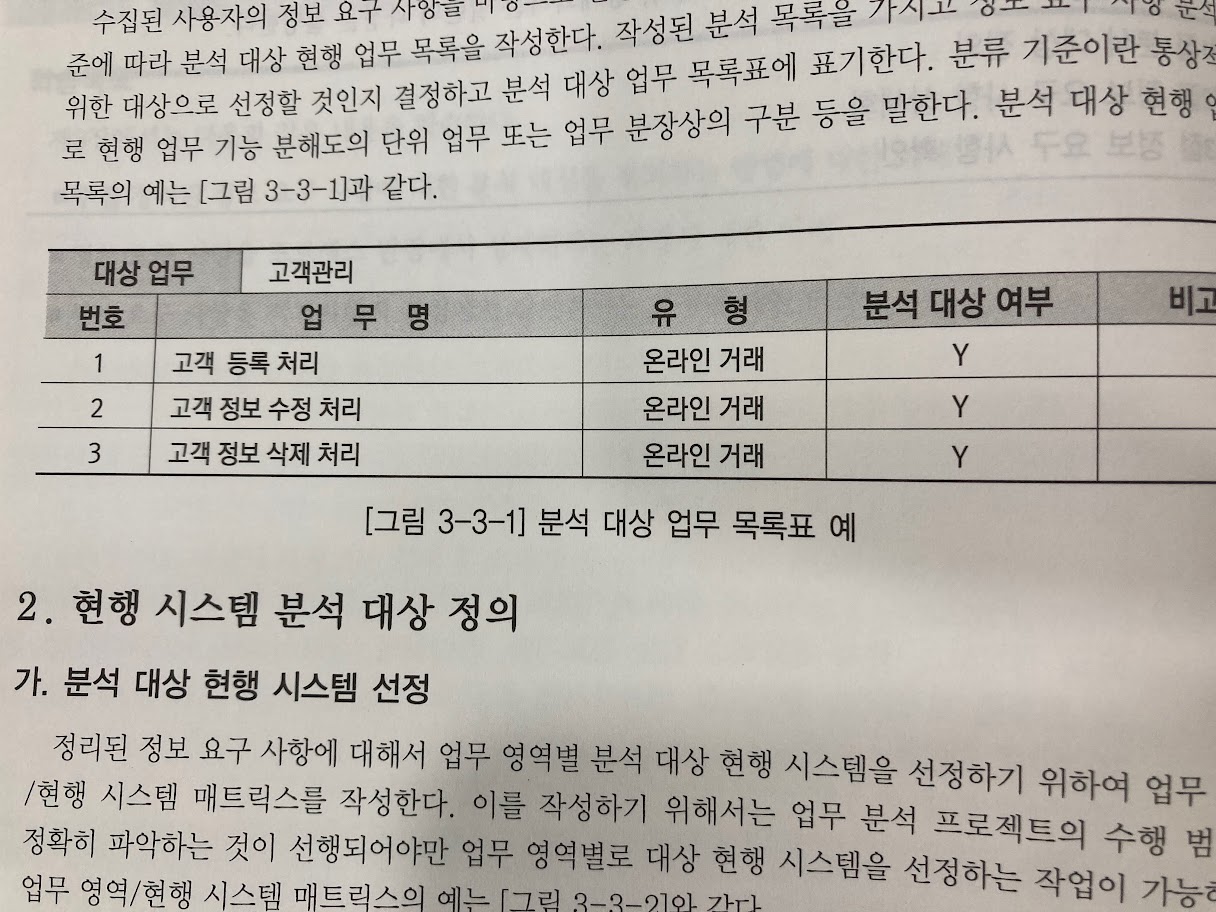 수집된 사용자의 정보 요구 사항을
준에 따라 분석 대상 현행 업무 목록을 작성한다. 작성된 분석 목록을 가지고 정보 요구 사항 분석
위한 대상으로 선정할 것인지 결정하고 분석 대상 업무 목록표에 표기한다. 분류 기준이란 통상적
로 현행 업무 기능 분해도의 단위 업무 또는 업무 분장상의 구분 등을 말한다. 분석 대상 현행 업
목록의 예는 [그림 3-3-1]과 같다.
대상 업무 고객관리
번호 업 무 명 유 형 분석 대상 여부 비고
1 고객 등록 처리 온라인 거래 Y
2 고객 정보 수정 처리 온라인 거래 Y
3 고객 정보 삭제 처리 온라인 거래 Y
[그림 3-3-1] 분석 대상 업무 목록표 예
2. 현행 시스템 분석 대상 정의
가. 분석 대상 현행 시스템 선정
정리된 정보 요구 사항에 대해서 업무 영역별 분석 대상 현행 시스템을 선정하기 위하여 업무
/현행 시스템 매트릭스를 작성한다. 이를 작성하기 위해서는 업무 분석 프로젝트의 수행 범
정확히 파악하는 것이 선행되어야만 업무 영역별로 대상 현행 시스템을 선정하는 작업이 가능하
업무 영역/현행 시스템 매트릭스의 예는 [그림 3-3-2]와 같다